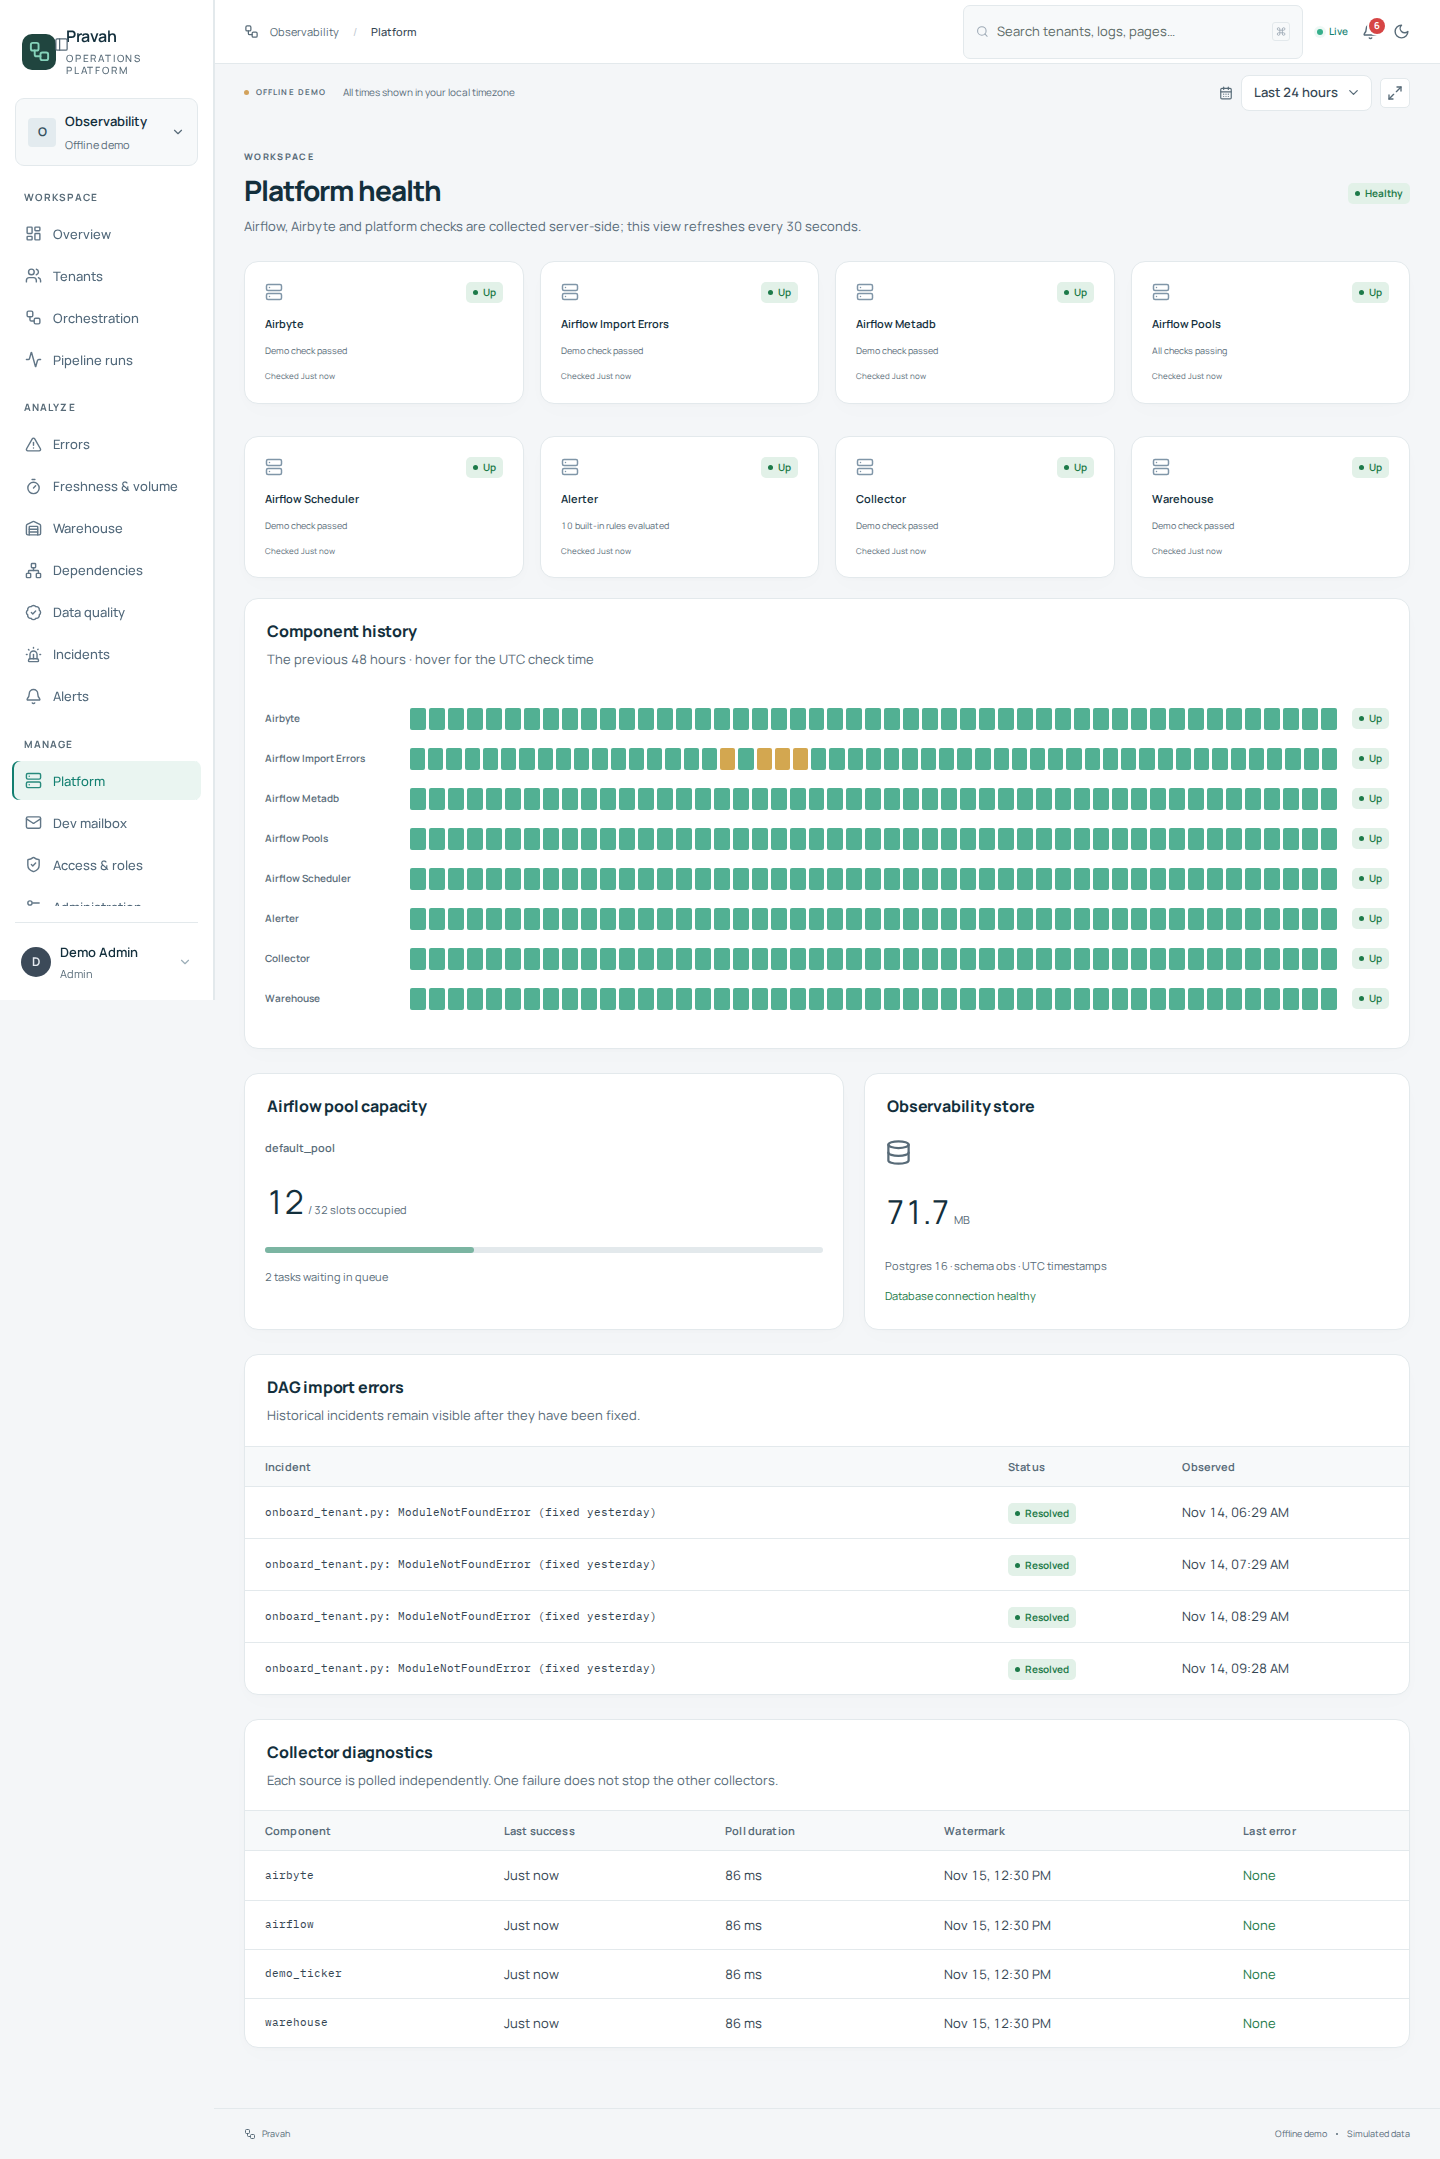 Pravah
OPERATIONS
PLATFORM
O
Observability
Offline demo
WORKSPACE
Overview
Tenants
Orchestration
Pipeline runs
ANALYZE
Errors
Freshness & volume
Warehouse
Dependencies
Data quality
Incidents
Alerts
MANAGE
Platform
Dev mailbox
Access & roles
Administration
D
Demo Admin
Admin
Observability / Platform
Search tenants, logs, pages...
⌘
Live
6
OFFLINE DEMO All times shown in your local timezone
Last 24 hours
WORKSPACE
Platform health
Healthy
Airflow, Airbyte and platform checks are collected server-side; this view refreshes every 30 seconds.
Up
Airbyte
Demo check passed
Checked Just now
Up
Airflow Import Errors
Demo check passed
Checked Just now
Up
Airflow Metadb
Demo check passed
Checked Just now
Up
Airflow Pools
All checks passing
Checked Just now
Up
Airflow Scheduler
Demo check passed
Checked Just now
Up
Alerter
10 built-in rules evaluated
Checked Just now
Up
Collector
Demo check passed
Checked Just now
Up
Warehouse
Demo check passed
Checked Just now
Component history
The previous 48 hours · hover for the UTC check time
Airbyte Up
Airflow Import Errors Up
Airflow Metadb Up
Airflow Pools Up
Airflow Scheduler Up
Alerter Up
Collector Up
Warehouse Up
Airflow pool capacity
default_pool
12 / 32 slots occupied
2 tasks waiting in queue
Observability store
71.7 MB
Postgres 16 · schema obs · UTC timestamps
Database connection healthy
DAG import errors
Historical incidents remain visible after they have been fixed.
Incident Status Observed
onboard_tenant.py: ModuleNotFoundError (fixed yesterday) Resolved Nov 14, 06:29 AM
onboard_tenant.py: ModuleNotFoundError (fixed yesterday) Resolved Nov 14, 07:29 AM
onboard_tenant.py: ModuleNotFoundError (fixed yesterday) Resolved Nov 14, 08:29 AM
onboard_tenant.py: ModuleNotFoundError (fixed yesterday) Resolved Nov 14, 09:28 AM
Collector diagnostics
Each source is polled independently. One failure does not stop the other collectors.
Component Last success Poll duration Watermark Last error
airbyte Just now 86 ms Nov 15, 12:30 PM None
airflow Just now 86 ms Nov 15, 12:30 PM None
demo_ticker Just now 86 ms Nov 15, 12:30 PM None
warehouse Just now 86 ms Nov 15, 12:30 PM None
Pravah
Offline demo • Simulated data